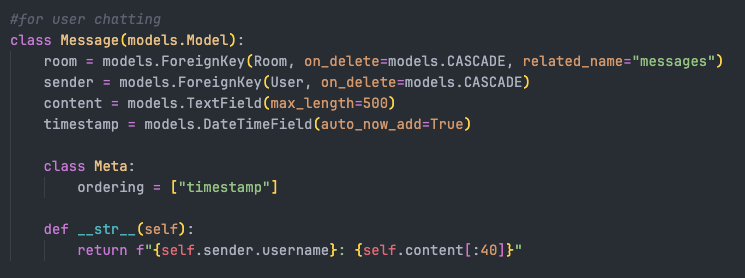 #for user chatting
class Message(models.Model):
    room = models.ForeignKey(Room, on_delete=models.CASCADE, related_name="messages")
    sender = models.ForeignKey(User, on_delete=models.CASCADE)
    content = models.TextField(max_length=500)
    timestamp = models.DateTimeField(auto_now_add=True)

    class Meta:
        ordering = ["timestamp"]

    def __str__(self):
        return f"{self.sender.username}: {self.content[:40]}"